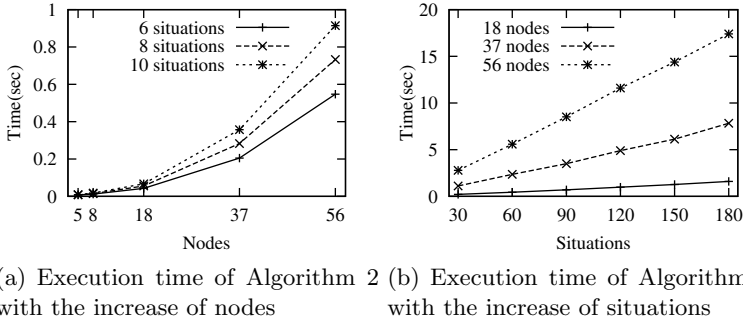 1
0.8
0.6
0.4
0.2
0
Time(sec)
6 situations
8 situations
10 situations
5 8 18 37 56
Nodes
20
15
10
5
0
Time(sec)
18 nodes
37 nodes
56 nodes
30 60 90 120 150 180
Situations
(a) Execution time of Algorithm 2
with the increase of nodes
(b) Execution time of Algorithm
with the increase of situations